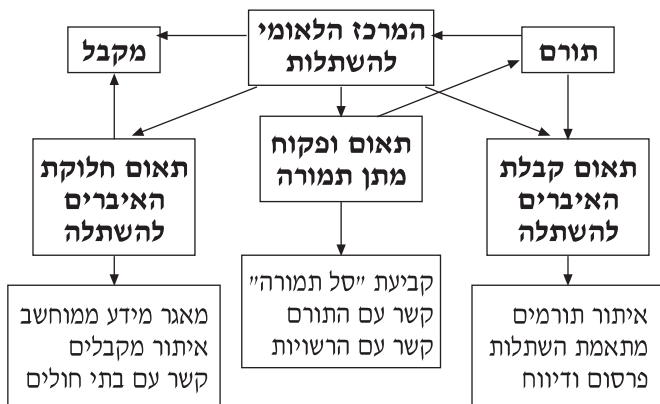 תורם
המרכז הלאומי
להשתלות
מקבל
תאום קבלת
האיברים
להשתלה
תאום ופקוח
מתן תמורה
תאום חלוקת
האיברים
להשתלה
איתור תורמים
מתאמת השתלות
פרסום ודיווח
קביעת "סל תמורה"
קשר עם התורם
קשר עם הרשויות
מאגר מידע ממוחשב
איתור מקבלים
קשר עם בתי חולים